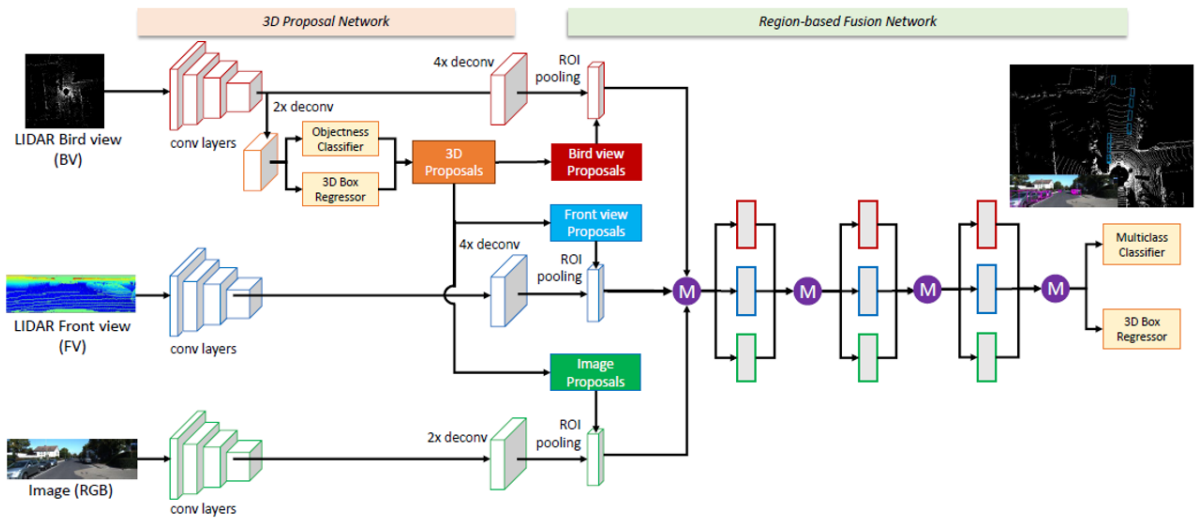 3D Proposal Network
Region-based Fusion Network
LIDAR Bird view
(BV)
conv layers
2x deconv
4x deconv
ROI
pooling
Objectness
Classifier
3D Box
Regressor
3D
Proposals
Bird view
Proposals
Front view
Proposals
LIDAR Front view
(FV)
conv layers
4x deconv
ROI
pooling
Image
Proposals
Image (RGB)
conv layers
2x deconv
ROI
pooling
M
M
M
M
Multiclass
Classifier
3D Box
Regressor